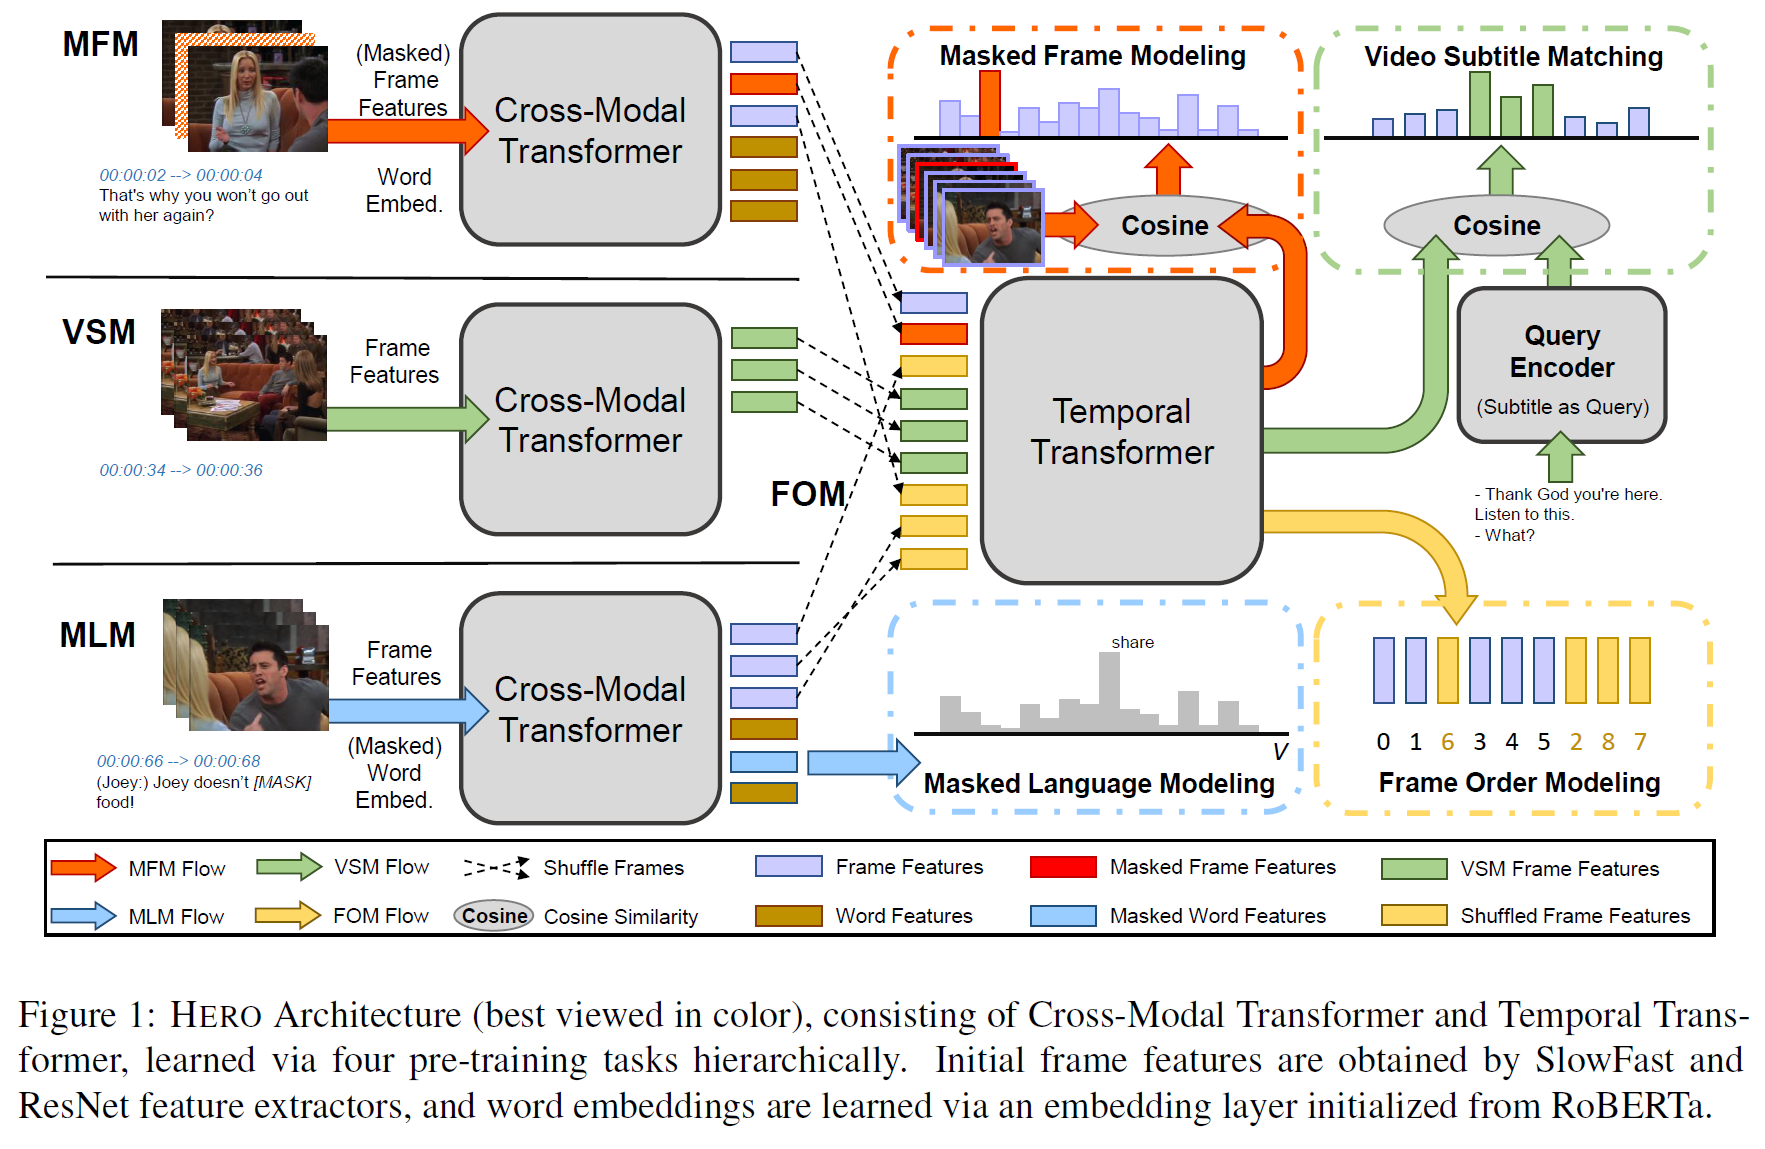 MFM
(Masked)
Frame
Features
Word
Embed.
Cross-Modal
Transformer
00:00:02 --> 00:00:04
That's why you won't go out
with her again?
VSM
Frame
Features
Cross-Modal
Transformer
00:00:34 --> 00:00:36
MLM
Frame
Features
(Masked)
Word
Embed.
Cross-Modal
Transformer
00:00:66 --> 00:00:68
(Joey:) Joey doesn't [MASK]
food!
FOM
Masked Frame Modeling
Cosine
Video Subtitle Matching
Cosine
Temporal
Transformer
Query
Encoder
(Subtitle as Query)
- Thank God you're here.
Listen to this.
- What?
share
V
Masked Language Modeling
0 1 6 3 4 5 2 8 7
Frame Order Modeling
MFM Flow
VSM Flow
Shuffle Frames
Frame Features
Masked Frame Features
VSM Frame Features
MLM Flow
FOM Flow
Cosine
Cosine Similarity
Word Features
Masked Word Features
Shuffled Frame Features
Figure 1: HERO Architecture (best viewed in color), consisting of Cross-Modal Transformer and Temporal Trans-
former, learned via four pre-training tasks hierarchically. Initial frame features are obtained by SlowFast and
ResNet feature extractors, and word embeddings are learned via an embedding layer initialized from RoBERTa.